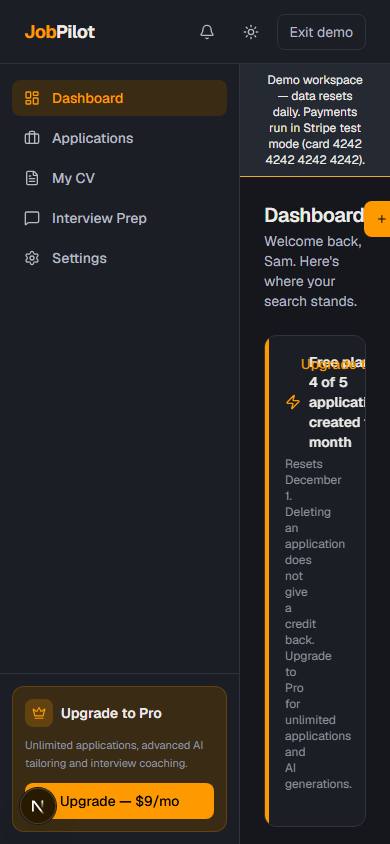 JobPilot
Exit demo
Dashboard
Applications
My CV
Interview Prep
Settings
Demo workspace
— data resets
daily. Payments
run in Stripe test
mode (card 4242
4242 4242 4242).
Dashboard
+
Welcome back,
Sam. Here's
where your
search stands.
Upgrade
Free
4 of 5
created
month
Resets
December
1.
Deleting
an
application
does
not
give
a
credit
back.
Upgrade
to
Pro
for
unlimited
applications
and
AI
generations.
Upgrade to Pro
Unlimited applications, advanced AI
tailoring and interview coaching.
Upgrade — $9/mo
N